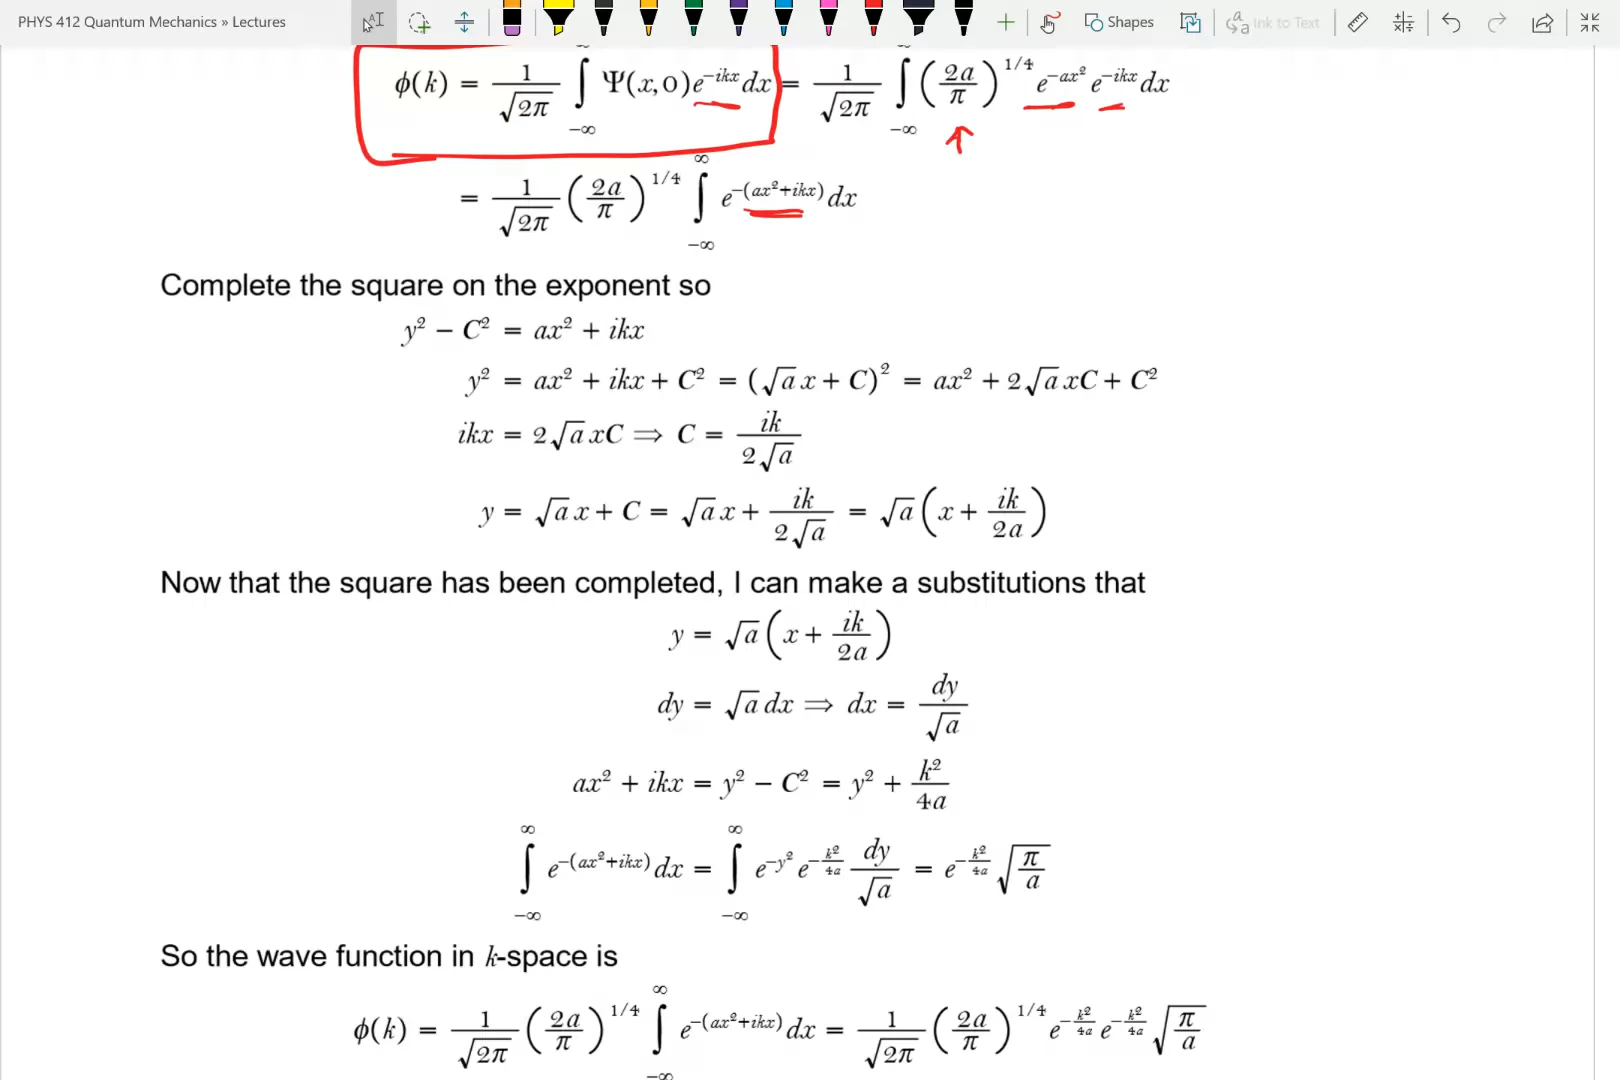 PHYS 412 Quantum Mechanics » Lectures
Shapes
Ink to Text
ϕ(k) = 1/√2π ∫_{−∞} Ψ(x,0)e^{−ikx}dx = 1/√2π ∫_{−∞} (2a/π)^{1/4} e^{−ax²} e^{−ikx} dx
= 1/√2π (2a/π)^{1/4} ∫_{−∞}^{∞} e^{−(ax²+ikx)} dx
Complete the square on the exponent so
y² − C² = ax² + ikx
y² = ax² + ikx + C² = (√a x + C)² = ax² + 2√a xC + C²
ikx = 2√a xC ⟹ C = ik/2√a
y = √a x + C = √a x + ik/2√a = √a (x + ik/2a)
Now that the square has been completed, I can make a substitutions that
y = √a (x + ik/2a)
dy = √a dx ⟹ dx = dy/√a
ax² + ikx = y² − C² = y² + k²/4a
∫_{−∞}^{∞} e^{−(ax²+ikx)} dx = ∫_{−∞}^{∞} e^{−y²} e^{−k²/4a} dy/√a = e^{−k²/4a} √(π/a)
So the wave function in k-space is
ϕ(k) = 1/√2π (2a/π)^{1/4} ∫_{−∞}^{∞} e^{−(ax²+ikx)} dx = 1/√2π (2a/π)^{1/4} e^{−k²/4a} e^{−k²/4a} √(π/a)